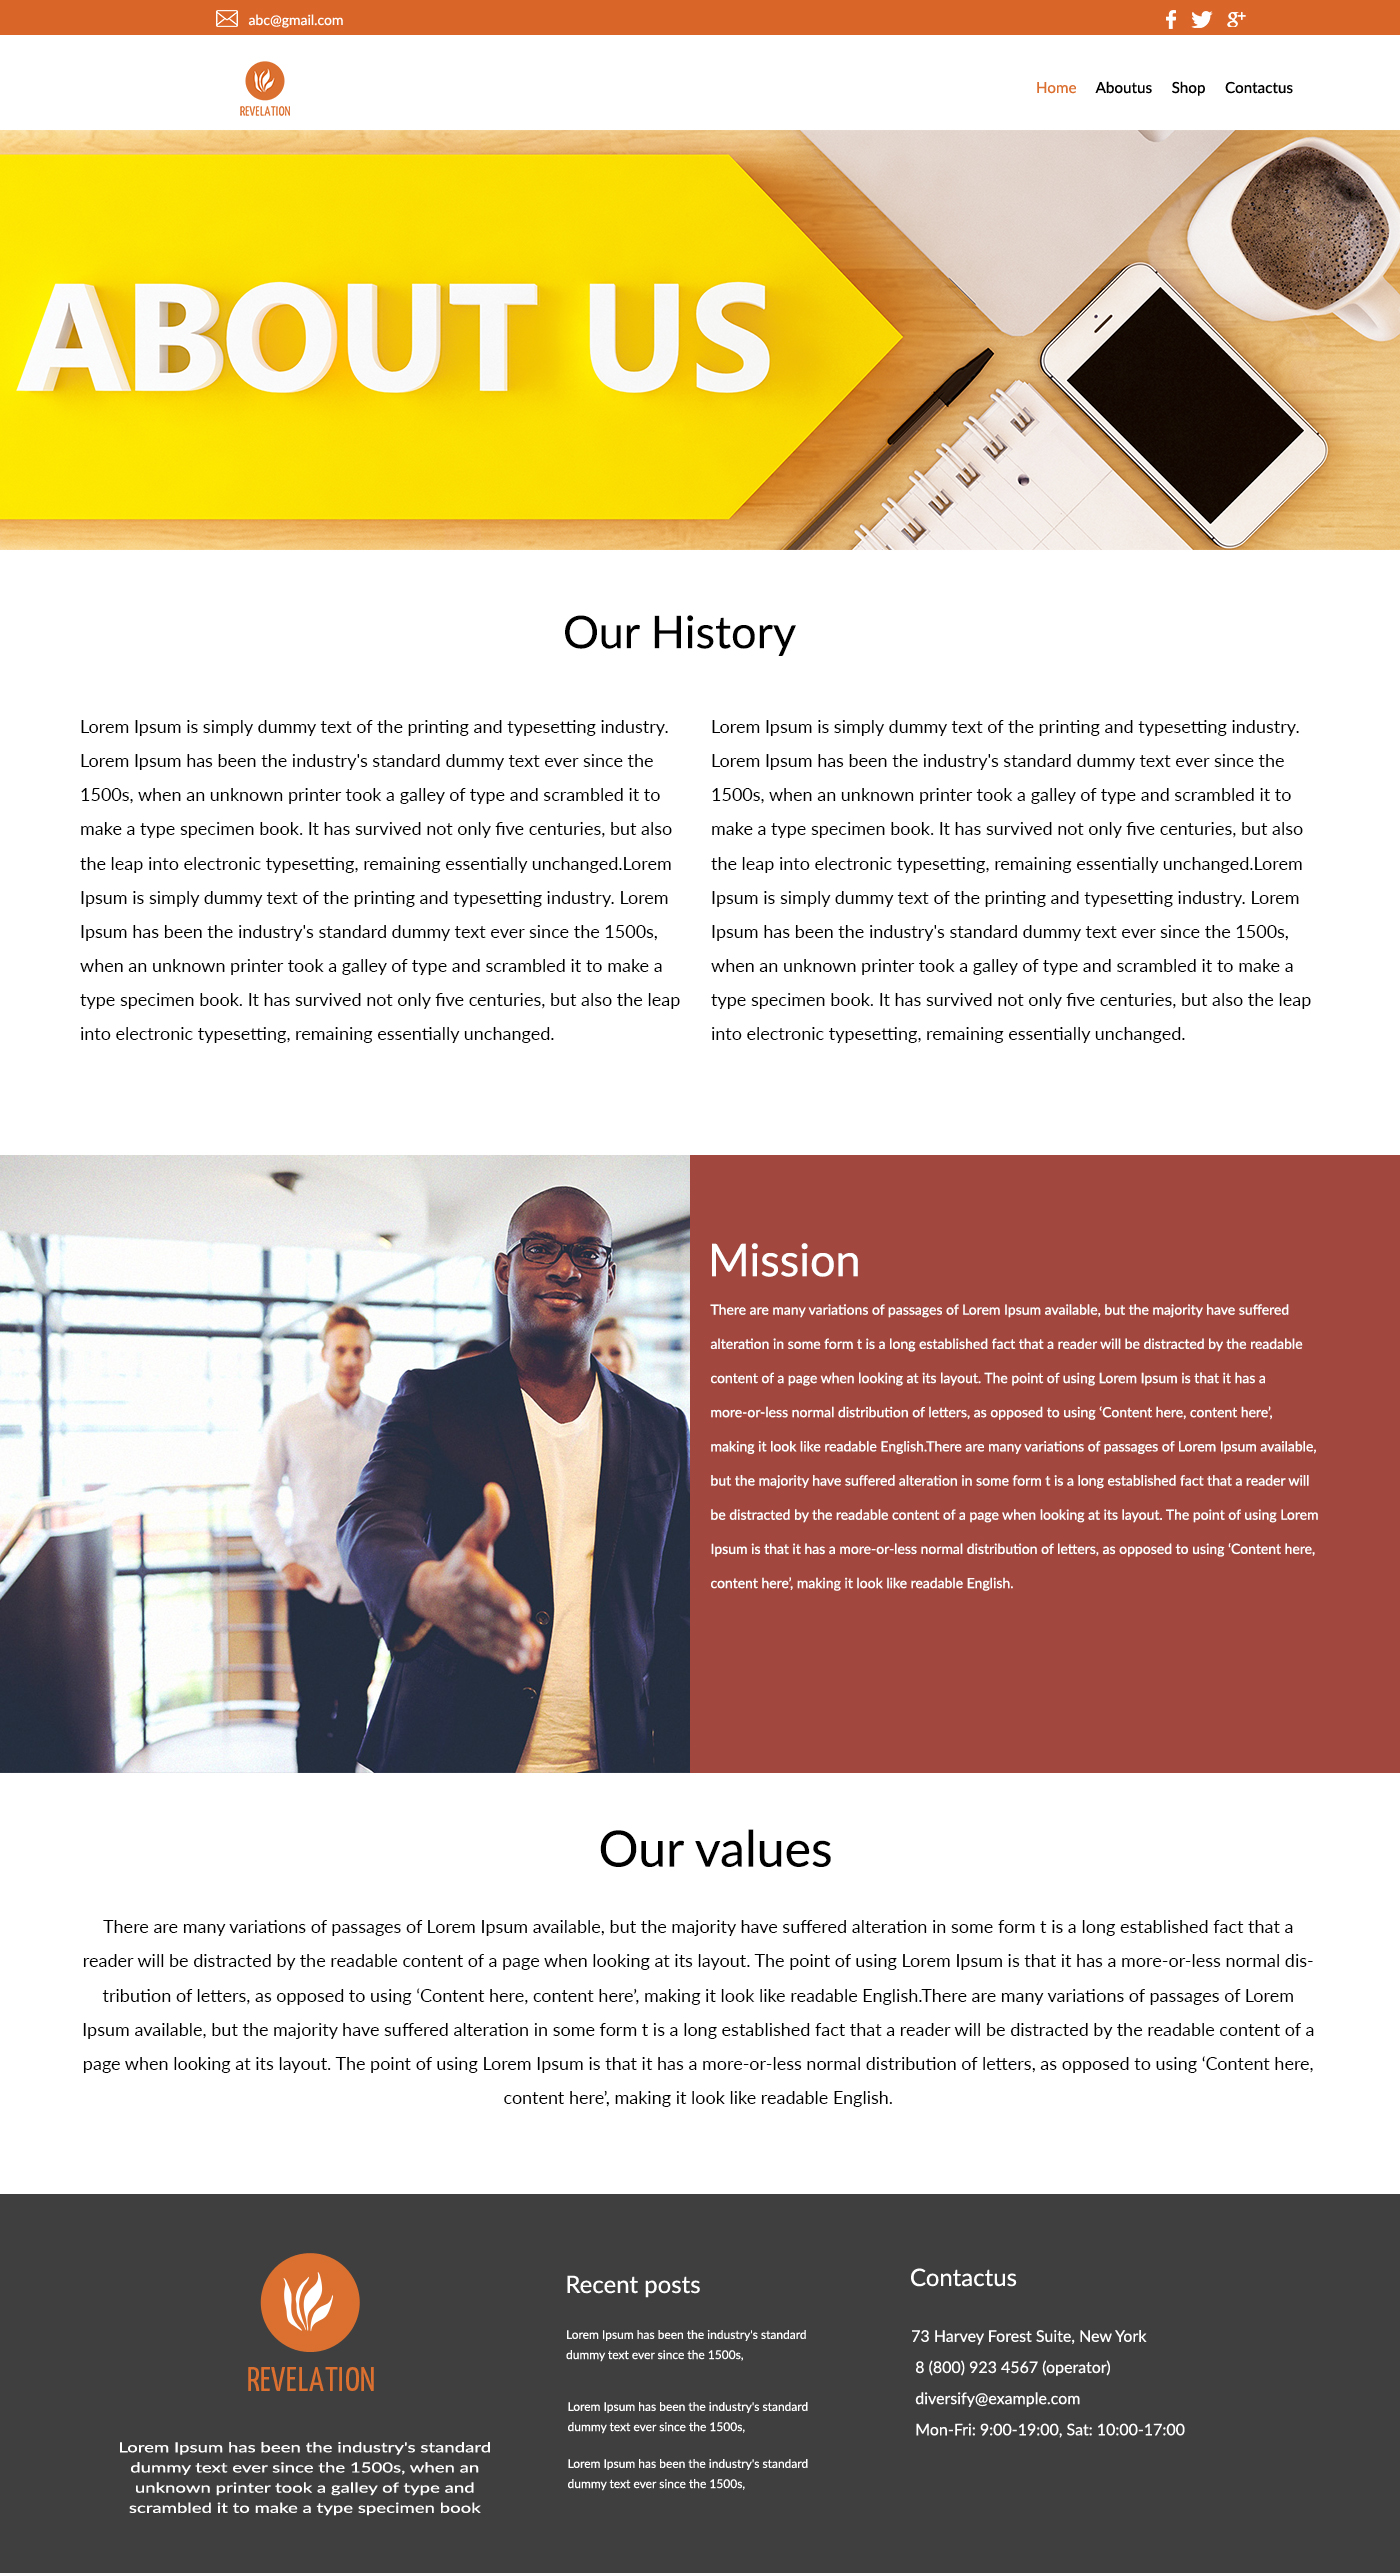 abc@gmail.com
REVELATION
Home Aboutus Shop Contactus
ABOUT US
Our History
Lorem Ipsum is simply dummy text of the printing and typesetting industry.
Lorem Ipsum has been the industry's standard dummy text ever since the
1500s, when an unknown printer took a galley of type and scrambled it to
make a type specimen book. It has survived not only five centuries, but also
the leap into electronic typesetting, remaining essentially unchanged.Lorem
Ipsum is simply dummy text of the printing and typesetting industry. Lorem
Ipsum has been the industry's standard dummy text ever since the 1500s,
when an unknown printer took a galley of type and scrambled it to make a
type specimen book. It has survived not only five centuries, but also the leap
into electronic typesetting, remaining essentially unchanged.
Lorem Ipsum is simply dummy text of the printing and typesetting industry.
Lorem Ipsum has been the industry's standard dummy text ever since the
1500s, when an unknown printer took a galley of type and scrambled it to
make a type specimen book. It has survived not only five centuries, but also
the leap into electronic typesetting, remaining essentially unchanged.Lorem
Ipsum is simply dummy text of the printing and typesetting industry. Lorem
Ipsum has been the industry's standard dummy text ever since the 1500s,
when an unknown printer took a galley of type and scrambled it to make a
type specimen book. It has survived not only five centuries, but also the leap
into electronic typesetting, remaining essentially unchanged.
Mission
There are many variations of passages of Lorem Ipsum available, but the majority have suffered
alteration in some form t is a long established fact that a reader will be distracted by the readable
content of a page when looking at its layout. The point of using Lorem Ipsum is that it has a
more-or-less normal distribution of letters, as opposed to using ‘Content here, content here’,
making it look like readable English.There are many variations of passages of Lorem Ipsum available,
but the majority have suffered alteration in some form t is a long established fact that a reader will
be distracted by the readable content of a page when looking at its layout. The point of using Lorem
Ipsum is that it has a more-or-less normal distribution of letters, as opposed to using ‘Content here,
content here’, making it look like readable English.
Our values
There are many variations of passages of Lorem Ipsum available, but the majority have suffered alteration in some form t is a long established fact that a
reader will be distracted by the readable content of a page when looking at its layout. The point of using Lorem Ipsum is that it has a more-or-less normal dis-
tribution of letters, as opposed to using ‘Content here, content here’, making it look like readable English.There are many variations of passages of Lorem
Ipsum available, but the majority have suffered alteration in some form t is a long established fact that a reader will be distracted by the readable content of a
page when looking at its layout. The point of using Lorem Ipsum is that it has a more-or-less normal distribution of letters, as opposed to using ‘Content here,
content here’, making it look like readable English.
REVELATION
Lorem Ipsum has been the industry's standard
dummy text ever since the 1500s, when an
unknown printer took a galley of type and
scrambled it to make a type specimen book
Recent posts
Lorem Ipsum has been the industry's standard
dummy text ever since the 1500s,
Lorem Ipsum has been the industry's standard
dummy text ever since the 1500s,
Lorem Ipsum has been the industry's standard
dummy text ever since the 1500s,
Contactus
73 Harvey Forest Suite, New York
8 (800) 923 4567 (operator)
diversify@example.com
Mon-Fri: 9:00-19:00, Sat: 10:00-17:00